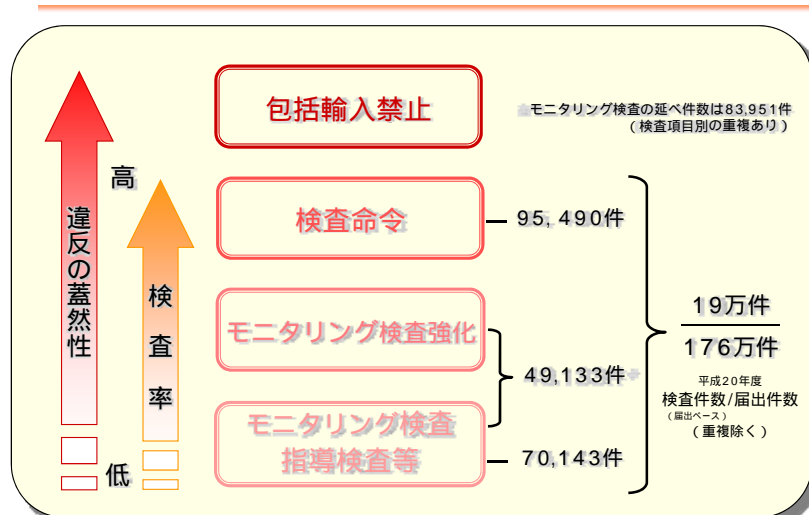 包括輸入禁止
※モニタリング検査の延べ件数は83,951件
(検査項目別の重複あり)
高
違反の蓋然性
検査命令
95,490件
検査率
モニタリング検査強化
19万件
176万件
49,133件※
平成20年度
検査件数/届出件数
(届出ベース)
(重複除く)
モニタリング検査
指導検査等
70,143件
低